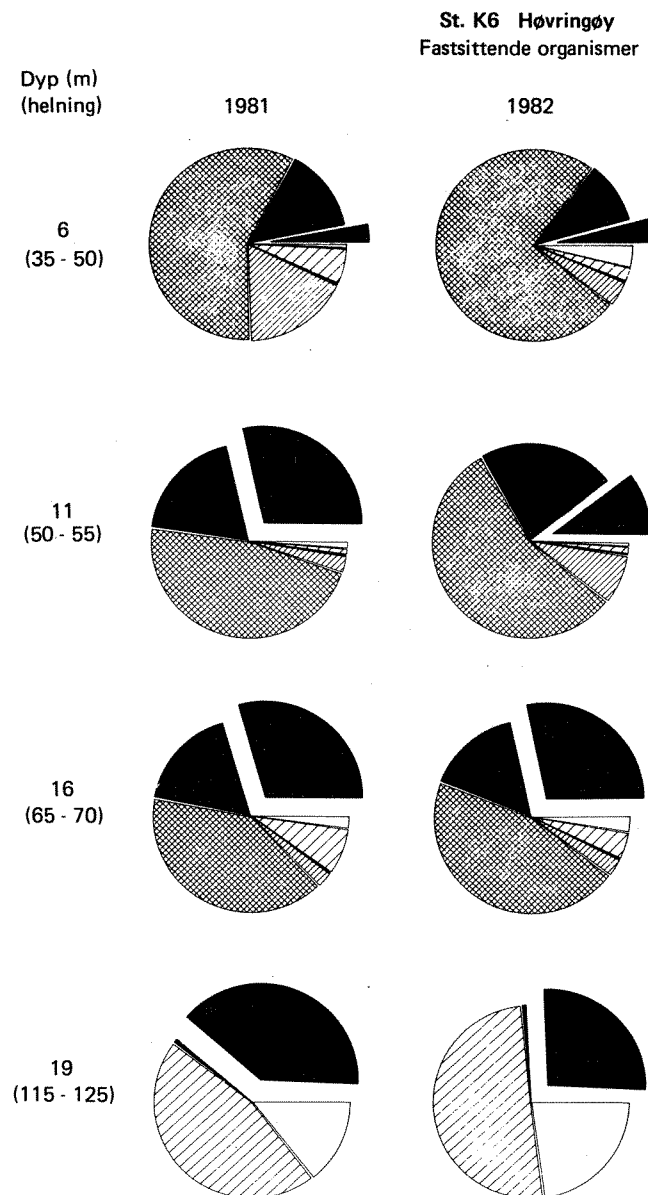 St. K6 Høvringøy
Fastsittende organismer
Dyp (m)
(helning)
1981
1982
6
(35 - 50)
11
(50 - 55)
16
(65 - 70)
19
(115 - 125)